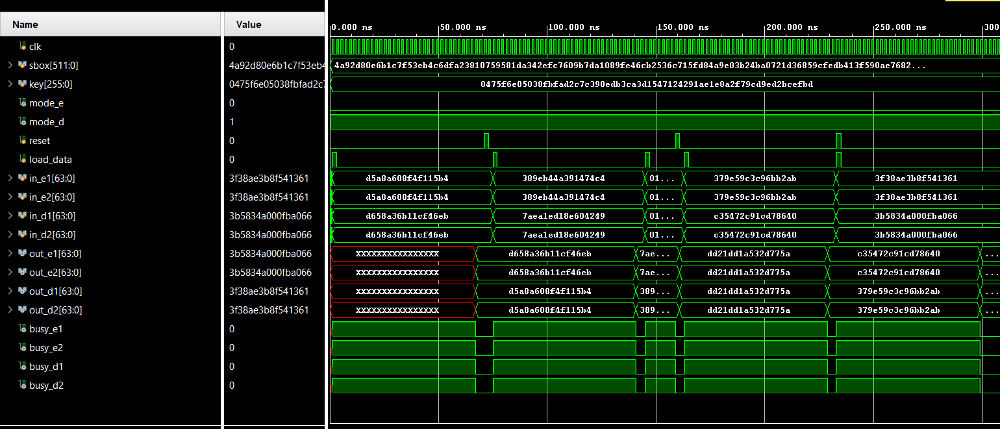 Name Value 0.000 ns 50.000 ns 100.000 ns 150.000 ns 200.000 ns 250.000 ns 300
clk 0
sbox[511:0] 4a92d80e6b1c7f53eb4 4a92d80e6b1c7f53eb4c6dfa23810759581da342efc7609b7da1089fe46cb2536c715fd84a9e03b24ba0721d36859cfedb413f590ae7682...
key[255:0] 0475f6e05038fbfad2c7 0475f6e05038fbfad2c7c390edb3ca3d1547124291ae1e8a2f79cd9ed2bcefbd
mode_e 0
mode_d 1
reset 0
load_data 0
in_e1[63:0] 3f38ae3b8f541361 d5a8a608f4f115b4 389eb44a391474c4 01... 379e59c3c96bb2ab 3f38ae3b8f541361
in_e2[63:0] 3f38ae3b8f541361 d5a8a608f4f115b4 389eb44a391474c4 01... 379e59c3c96bb2ab 3f38ae3b8f541361
in_d1[63:0] 3b5834a000fba066 d658a36b11cf46eb 7aea1ed18e604249 01... c35472c91cd78640 3b5834a000fba066
in_d2[63:0] 3b5834a000fba066 d658a36b11cf46eb 7aea1ed18e604249 01... c35472c91cd78640 3b5834a000fba066
out_e1[63:0] 3b5834a000fba066 XXXXXXXXXXXXXXXX d658a36b11cf46eb 7ae... dd21dd1a532d775a c35472c91cd78640 ...
out_e2[63:0] 3b5834a000fba066 XXXXXXXXXXXXXXXX d658a36b11cf46eb 7ae... dd21dd1a532d775a c35472c91cd78640 ...
out_d1[63:0] 3f38ae3b8f541361 XXXXXXXXXXXXXXXX d5a8a608f4f115b4 389... dd21dd1a532d775a 379e59c3c96bb2ab ...
out_d2[63:0] 3f38ae3b8f541361 XXXXXXXXXXXXXXXX d5a8a608f4f115b4 389... dd21dd1a532d775a 379e59c3c96bb2ab ...
busy_e1 0
busy_e2 0
busy_d1 0
busy_d2 0